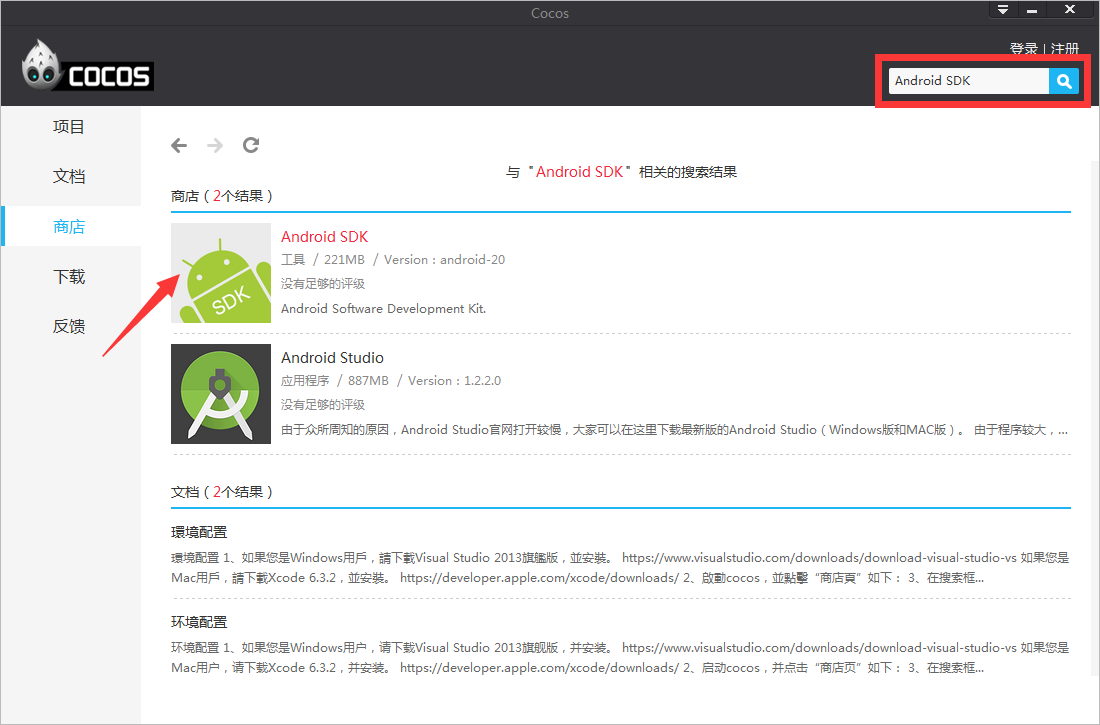 Cocos
登录 | 注册
COCOS
Android SDK
项目
文档
商店
下载
反馈
与 "Android SDK" 相关的搜索结果
商店（2个结果）
SDK
Android SDK
工具 / 221MB / Version：android-20
没有足够的评级
Android Software Development Kit.
Android Studio
应用程序 / 887MB / Version：1.2.2.0
没有足够的评级
由于众所周知的原因，Android Studio官网打开较慢，大家可以在这里下载最新版的Android Studio（Windows版和MAC版）。 由于程序较大，...
文档（2个结果）
環境配置
環境配置 1、如果您是Windows用戶，請下載Visual Studio 2013旗艦版，並安裝。 https://www.visualstudio.com/downloads/download-visual-studio-vs 如果您是
Mac用戶，請下載Xcode 6.3.2，並安裝。 https://developer.apple.com/xcode/downloads/ 2、啟動cocos，並點擊“商店頁”如下： 3、在搜索框...
环境配置
环境配置 1、如果您是Windows用户，请下载Visual Studio 2013旗舰版，并安装。 https://www.visualstudio.com/downloads/download-visual-studio-vs 如果您是
Mac用户，请下载Xcode 6.3.2，并安装。 https://developer.apple.com/xcode/downloads/ 2、启动cocos，并点击“商店页”如下： 3、在搜索框...